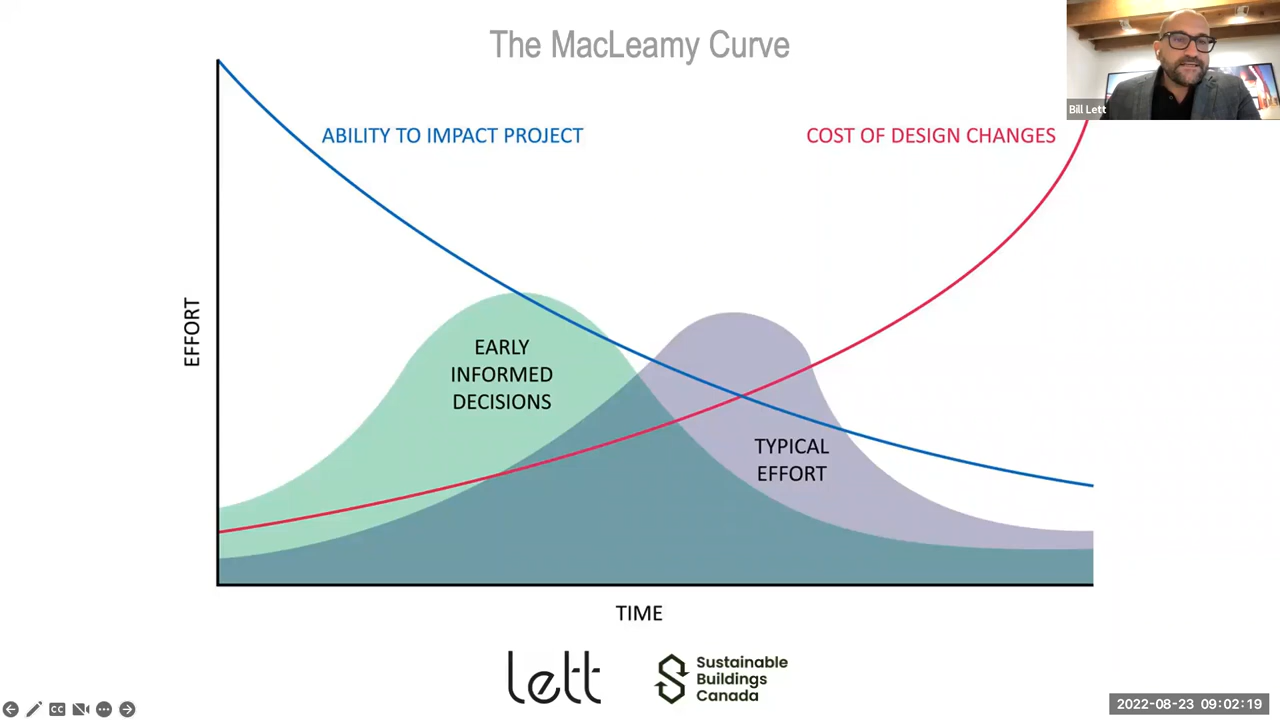 The MacLeamy Curve
Bill Lett
ABILITY TO IMPACT PROJECT
COST OF DESIGN CHANGES
EFFORT
EARLY
INFORMED
DECISIONS
TYPICAL
EFFORT
TIME
lett
Sustainable
Buildings
Canada
CC
2022-08-23 09:02:19